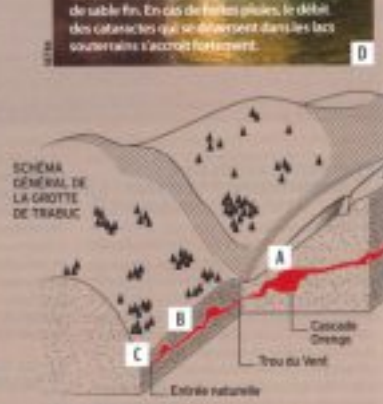 de sable fin. En cas de fortes pluies, le débit
des cataractes qui se déversent dans les lacs
souterrains s'accroît fortement.
D
SCHÉMA
GÉNÉRAL DE
LA GROTTE
DE TRABUC
A
B
C
Cascade
Orengo
Trou du Vent
Entrée naturelle